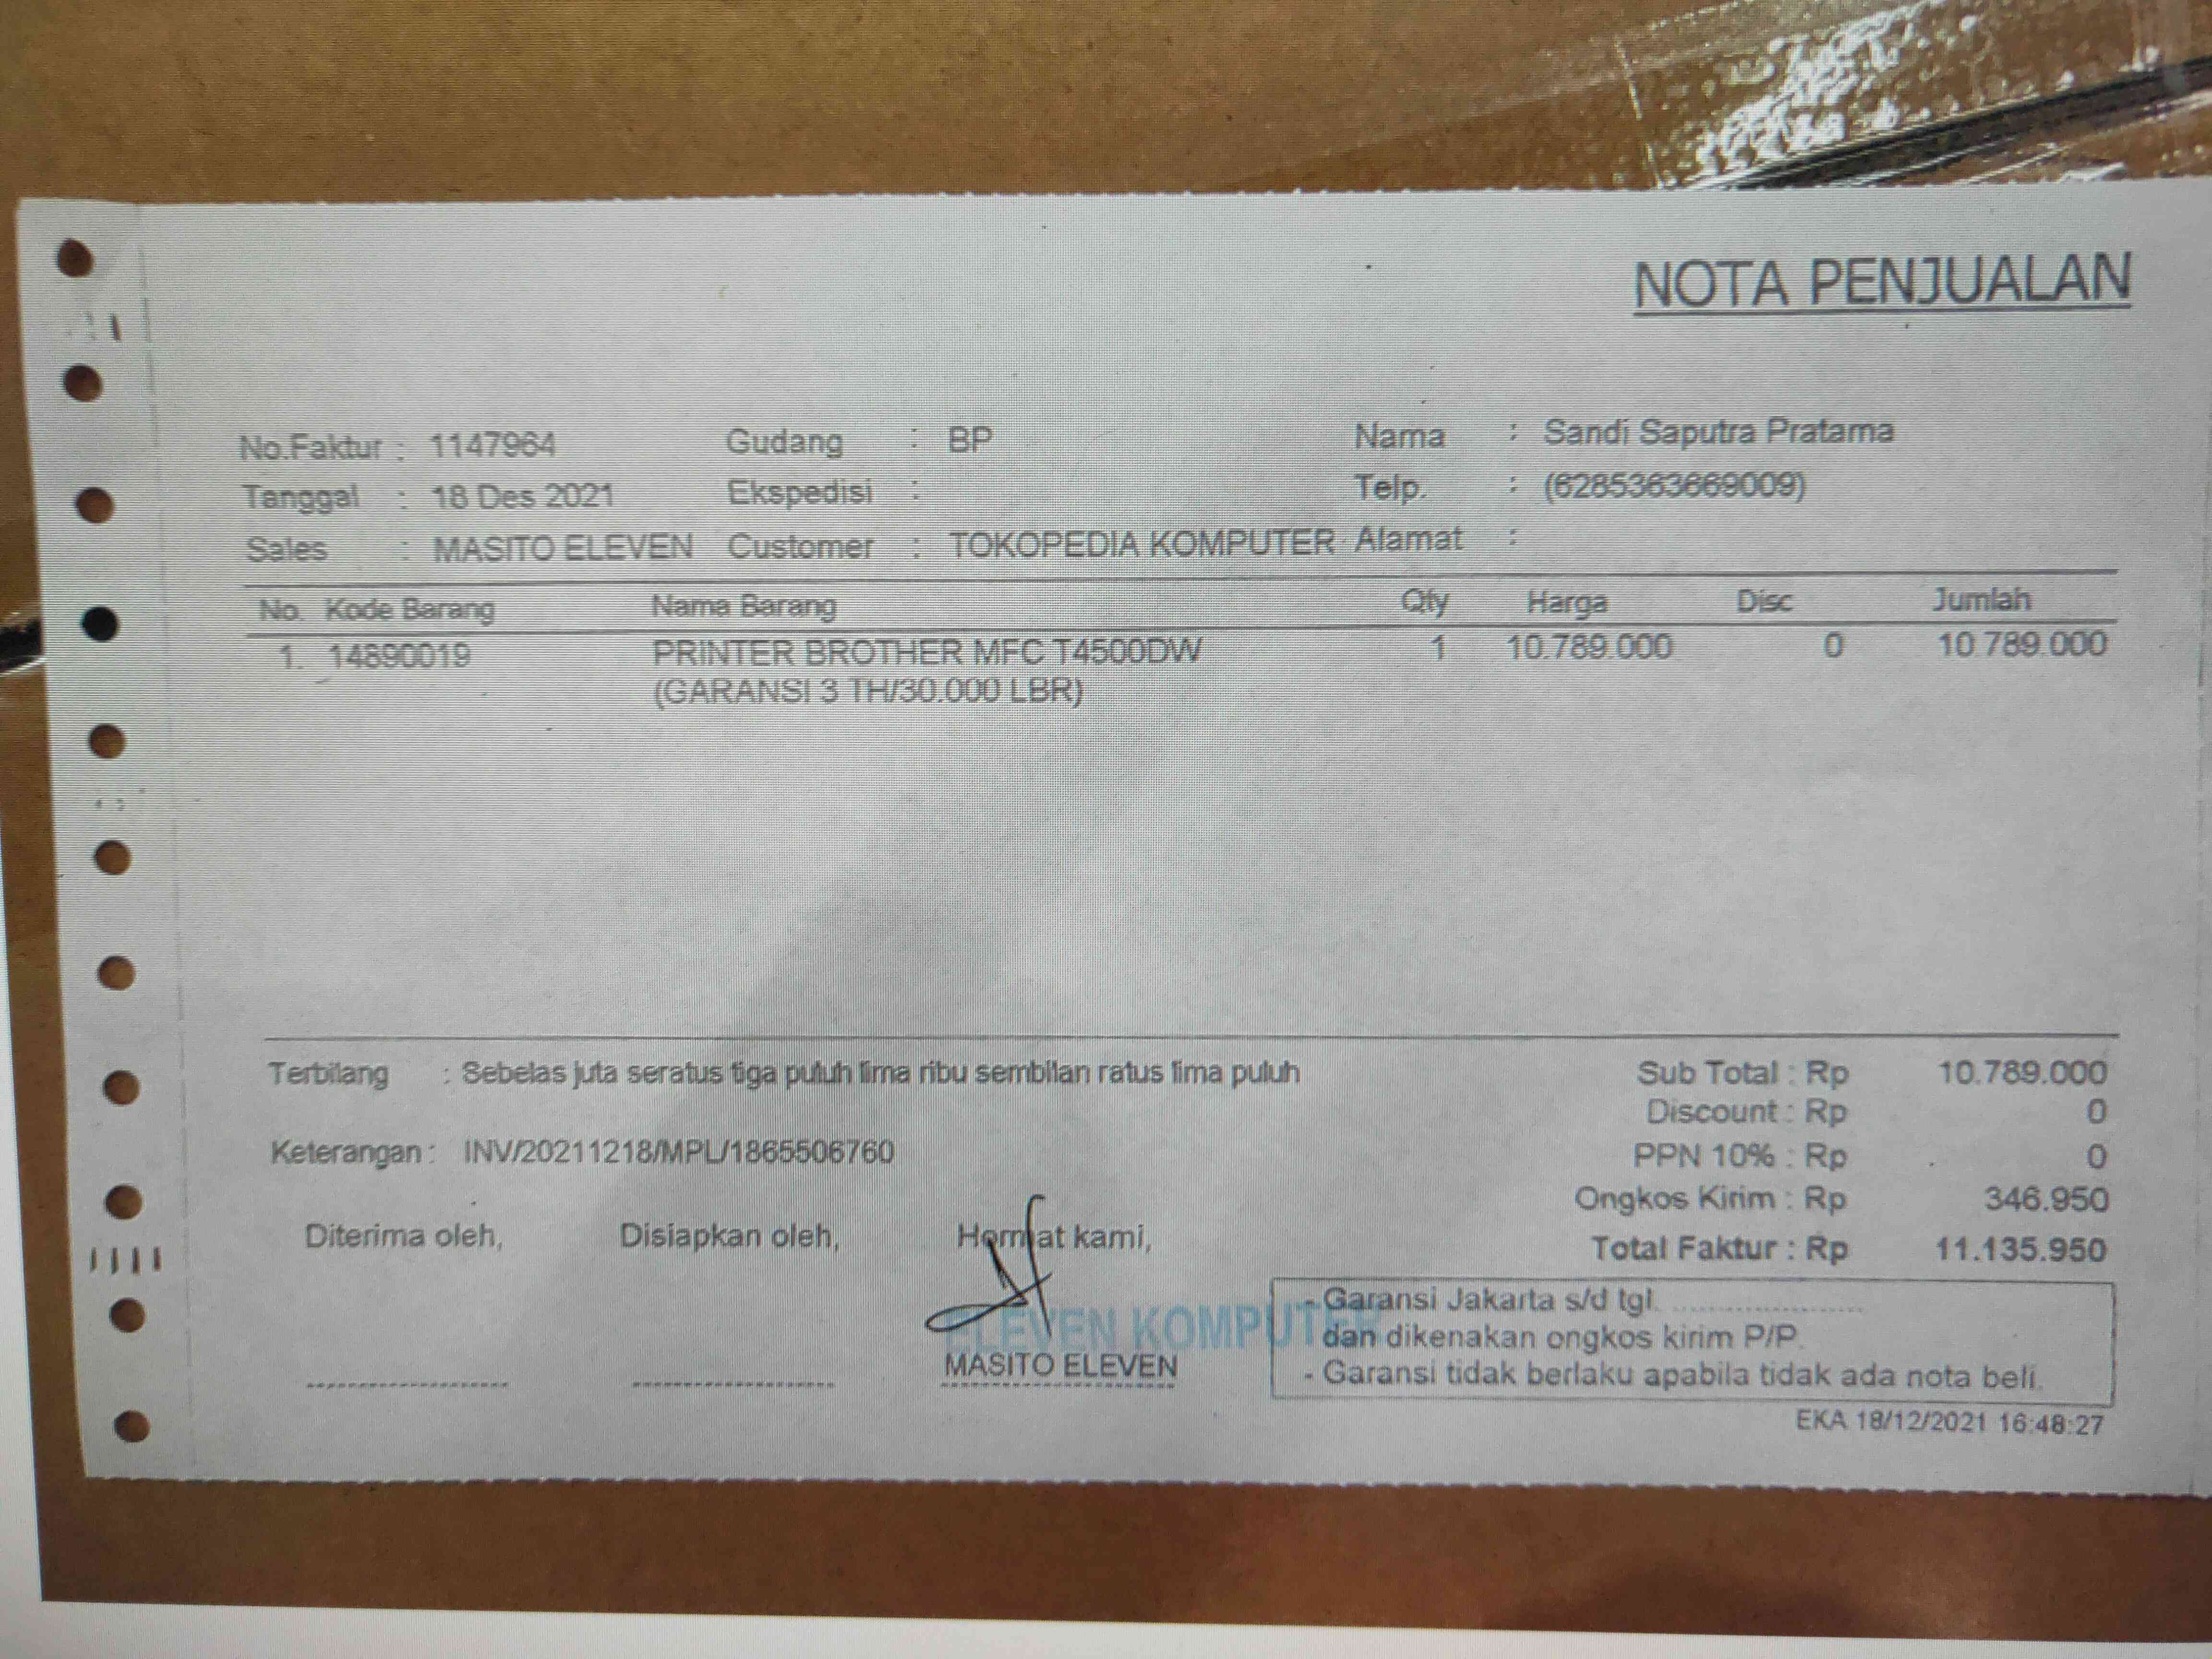 NOTA PENJUALAN
No.Faktur : 1147964 Gudang : BP Nama : Sandi Saputra Pratama
Tanggal : 18 Des 2021 Ekspedisi : Telp. : (6285363669009)
Sales : MASITO ELEVEN Customer : TOKOPEDIA KOMPUTER Alamat :
No. Kode Barang Nama Barang Qty Harga Disc Jumlah
1. 14890019 PRINTER BROTHER MFC T4500DW 1 10.789.000 0 10.789.000
(GARANSI 3 TH/30.000 LBR)
Terbilang : Sebelas juta seratus tiga puluh lima ribu sembilan ratus lima puluh Sub Total : Rp 10.789.000
Discount : Rp 0
Keterangan : INV/20211218/MPL/1865506760 PPN 10% : Rp 0
Ongkos Kirim : Rp 346.950
Diterima oleh, Disiapkan oleh, Hormat kami, Total Faktur : Rp 11.135.950
- Garansi Jakarta s/d tgl. ......................
ELEVEN KOMPUTER
dan dikenakan ongkos kirim P/P.
MASITO ELEVEN
- Garansi tidak berlaku apabila tidak ada nota beli.
EKA 18/12/2021 16:48:27